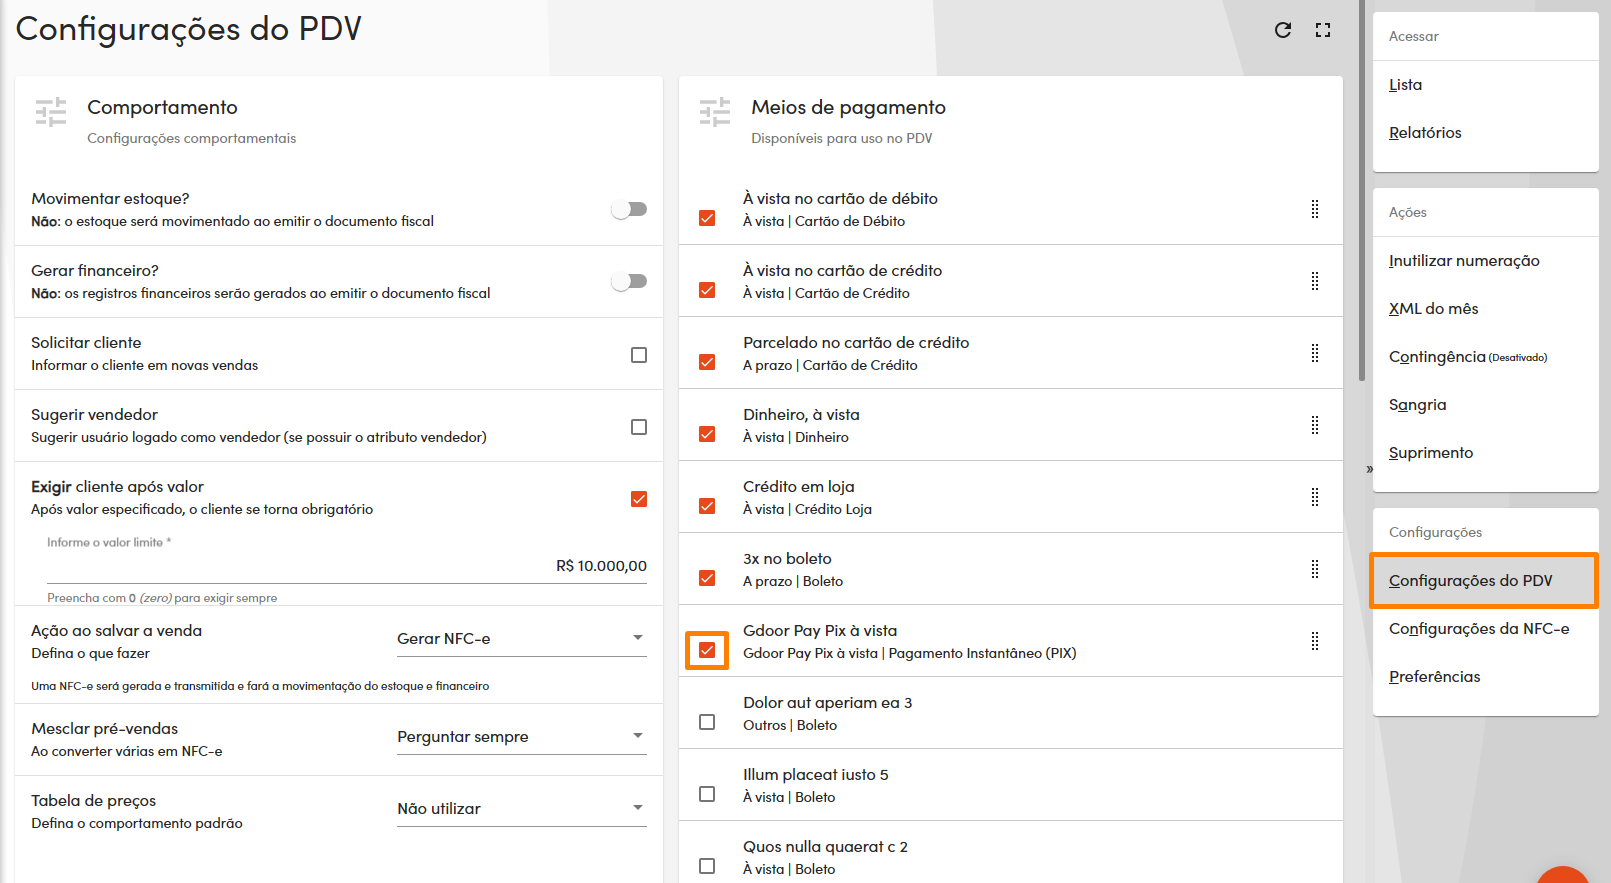 Configurações do PDV
Comportamento
Configurações comportamentais
Movimentar estoque?
Não: o estoque será movimentado ao emitir o documento fiscal
Gerar financeiro?
Não: os registros financeiros serão gerados ao emitir o documento fiscal
Solicitar cliente
Informar o cliente em novas vendas
Sugerir vendedor
Sugerir usuário logado como vendedor (se possuir o atributo vendedor)
Exigir cliente após valor
Após valor especificado, o cliente se torna obrigatório
Informe o valor limite *
R$ 10.000,00
Preencha com 0 (zero) para exigir sempre
Ação ao salvar a venda
Defina o que fazer
Gerar NFC-e
Uma NFC-e será gerada e transmitida e fará a movimentação do estoque e financeiro
Mesclar pré-vendas
Ao converter várias em NFC-e
Perguntar sempre
Tabela de preços
Defina o comportamento padrão
Não utilizar
Meios de pagamento
Disponíveis para uso no PDV
À vista no cartão de débito
À vista | Cartão de Débito
À vista no cartão de crédito
À vista | Cartão de Crédito
Parcelado no cartão de crédito
A prazo | Cartão de Crédito
Dinheiro, à vista
À vista | Dinheiro
Crédito em loja
À vista | Crédito Loja
3x no boleto
A prazo | Boleto
Gdoor Pay Pix à vista
Gdoor Pay Pix à vista | Pagamento Instantâneo (PIX)
Dolor aut aperiam ea 3
Outros | Boleto
Illum placeat iusto 5
À vista | Boleto
Quos nulla quaerat c 2
À vista | Boleto
»
Acessar
Lista
Relatórios
Ações
Inutilizar numeração
XML do mês
Contingência (Desativado)
Sangria
Suprimento
Configurações
Configurações do PDV
Configurações da NFC-e
Preferências